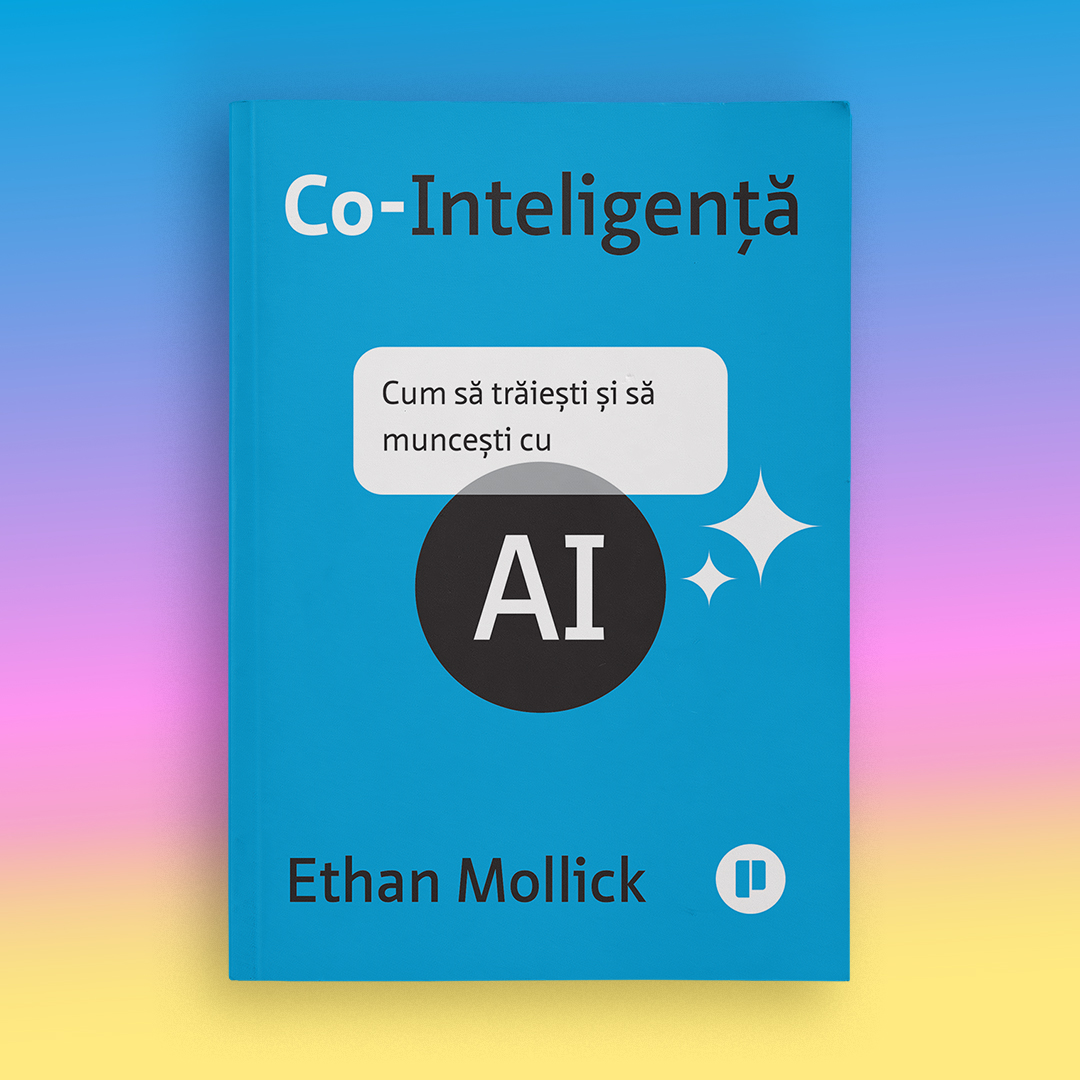 Co-Inteligență
Cum să trăiești și să
muncești cu
AI
Ethan Mollick